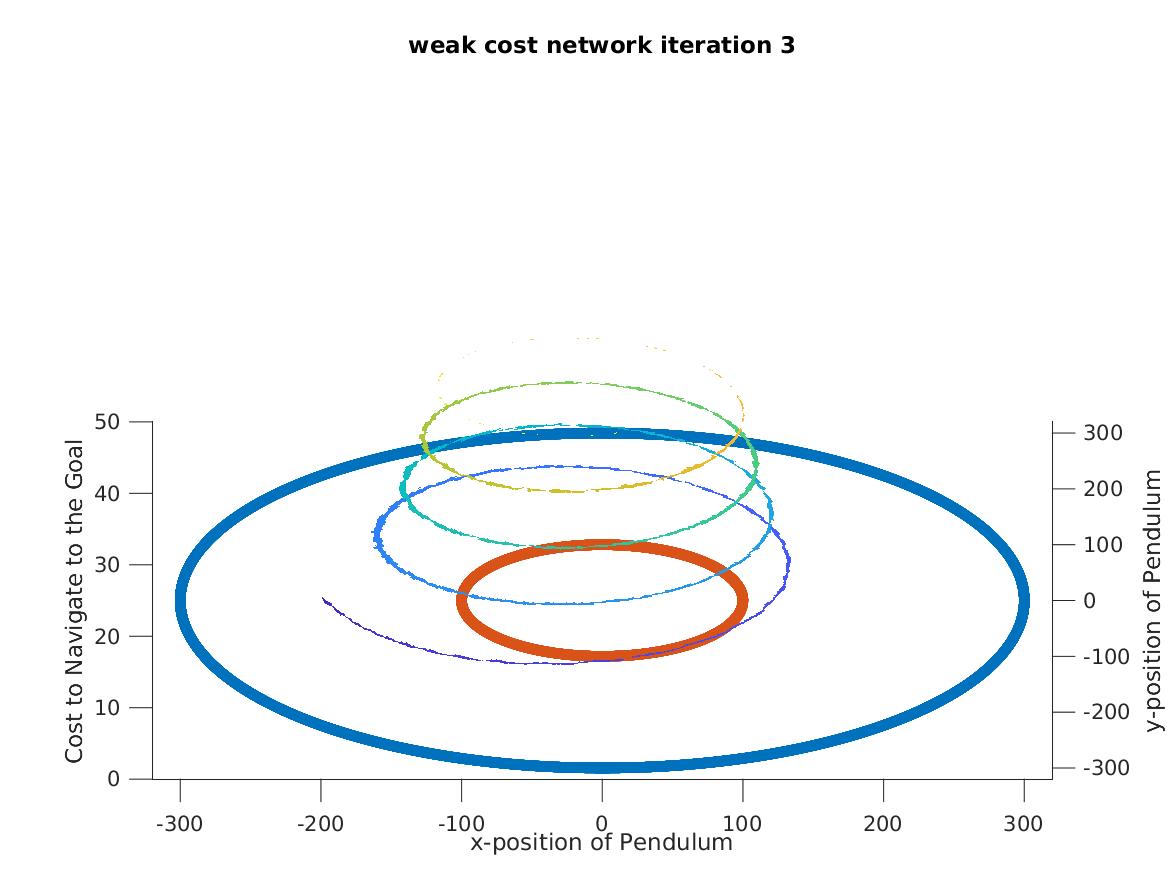 weak cost network iteration 3
Cost to Navigate to the Goal
50
40
30
20
10
0
300
200
100
0
-100
-200
-300
y-position of Pendulum
-300 -200 -100 0 100 200 300
x-position of Pendulum